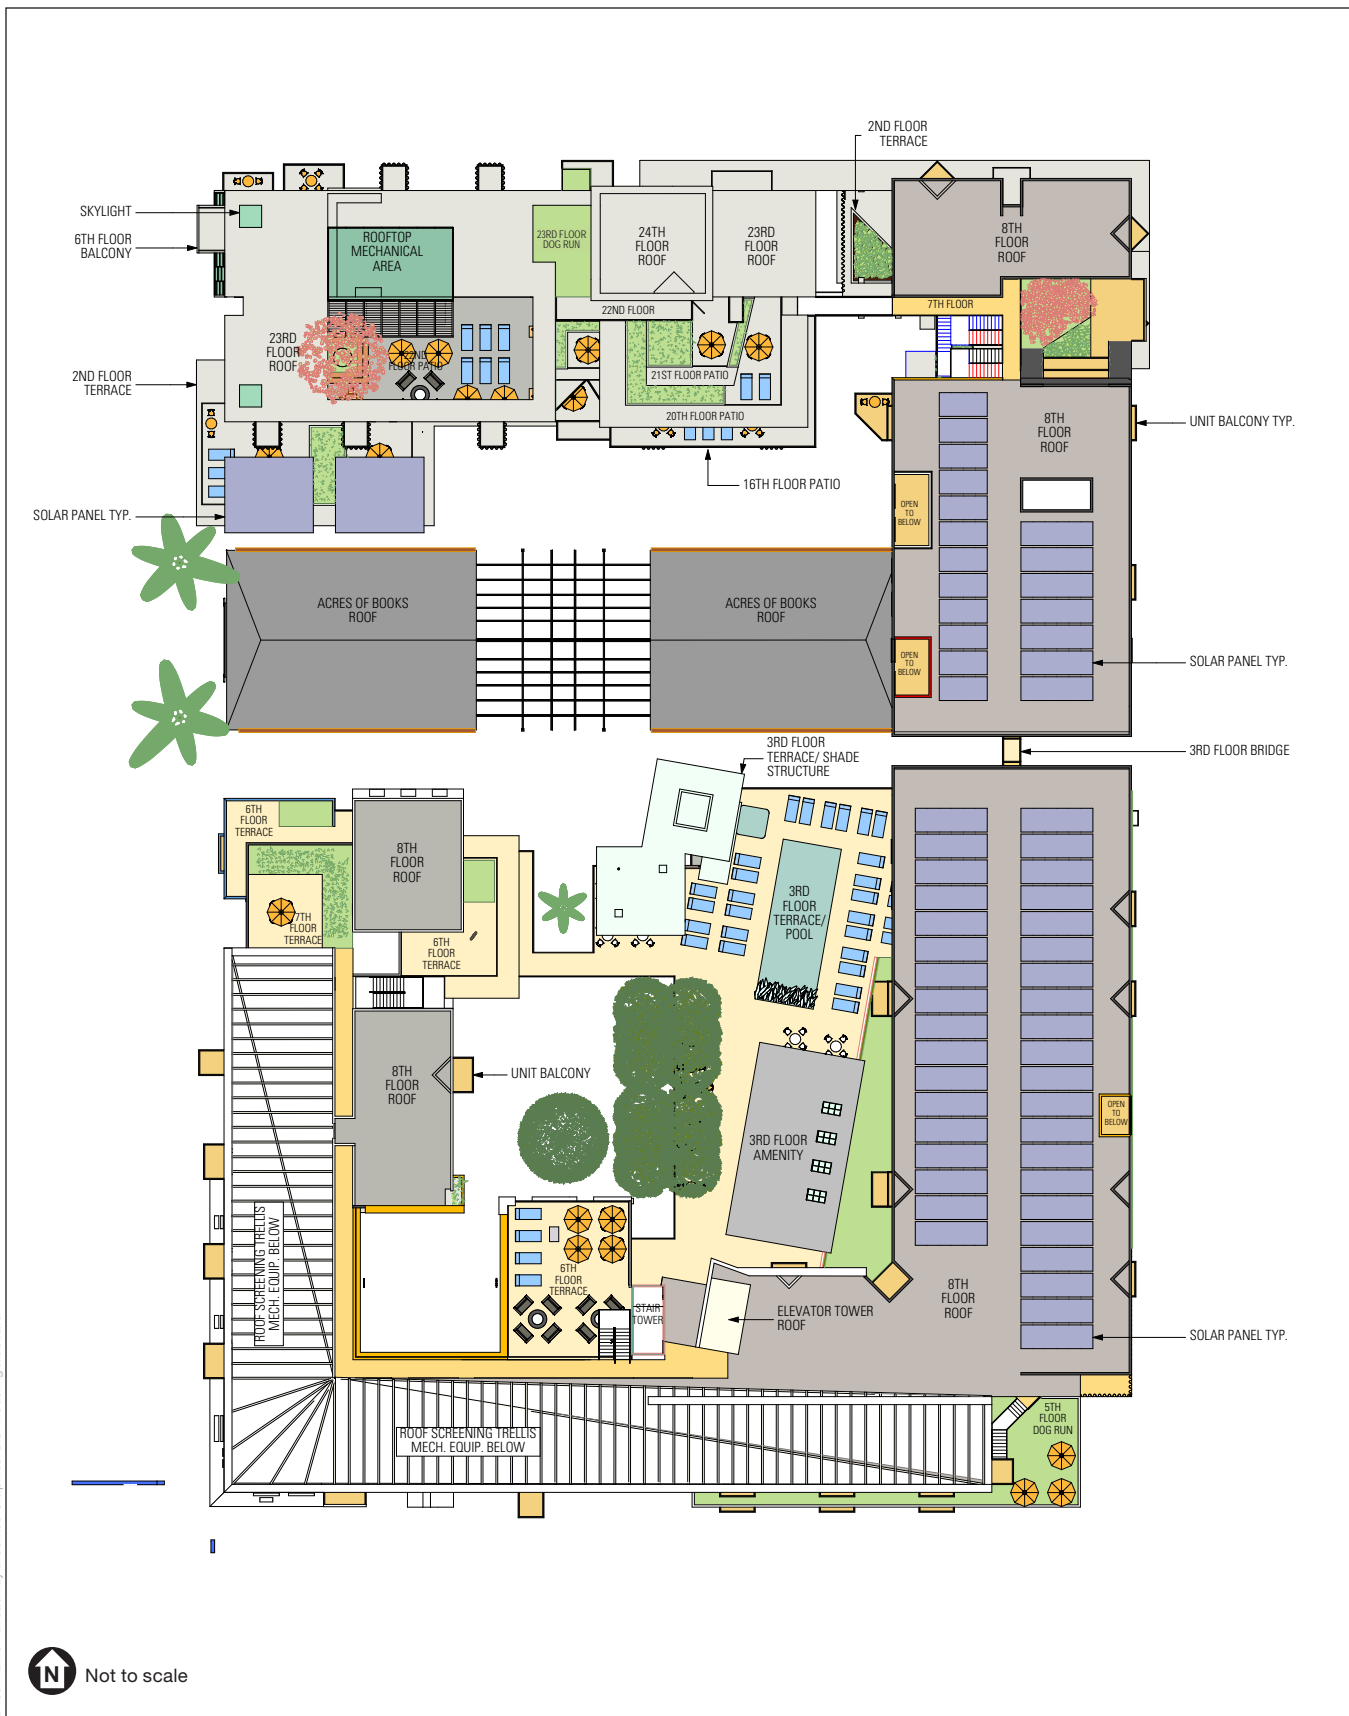 2ND FLOOR
TERRACE
SKYLIGHT
6TH FLOOR
BALCONY
ROOFTOP
MECHANICAL
AREA
23RD FLOOR
DOG RUN
24TH
FLOOR
ROOF
23RD
FLOOR
ROOF
8TH
FLOOR
ROOF
7TH FLOOR
22ND FLOOR
23RD
FLOOR
ROOF
22ND
FLOOR PATIO
21ST FLOOR PATIO
20TH FLOOR PATIO
2ND FLOOR
TERRACE
8TH
FLOOR
ROOF
UNIT BALCONY TYP.
16TH FLOOR PATIO
OPEN
TO
BELOW
SOLAR PANEL TYP.
ACRES OF BOOKS
ROOF
ACRES OF BOOKS
ROOF
OPEN
TO
BELOW
SOLAR PANEL TYP.
3RD FLOOR
TERRACE/ SHADE
STRUCTURE
3RD FLOOR BRIDGE
6TH
FLOOR
TERRACE
8TH
FLOOR
ROOF
7TH
FLOOR
TERRACE
6TH
FLOOR
TERRACE
3RD
FLOOR
TERRACE/
POOL
8TH
FLOOR
ROOF
UNIT BALCONY
3RD FLOOR
AMENITY
OPEN
TO
BELOW
ROOF SCREENING TRELLIS
MECH. EQUIP. BELOW
6TH
FLOOR
TERRACE
STAIR
TOWER
ELEVATOR TOWER
ROOF
8TH
FLOOR
ROOF
SOLAR PANEL TYP.
ROOF SCREENING TRELLIS
MECH. EQUIP. BELOW
5TH
FLOOR
DOG RUN
N
Not to scale